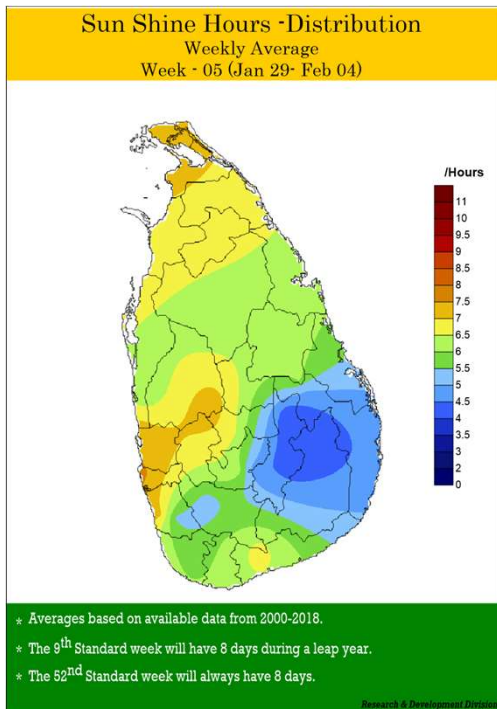 Sun Shine Hours -Distribution
Weekly Average
Week - 05 (Jan 29- Feb 04)
/Hours
11
10
9.5
9
8.5
8
7.5
7
6.5
6
5.5
5
4.5
4
3.5
3
2
0
* Averages based on available data from 2000-2018.
* The 9th Standard week will have 8 days during a leap year.
* The 52nd Standard week will always have 8 days.
Research & Development Division